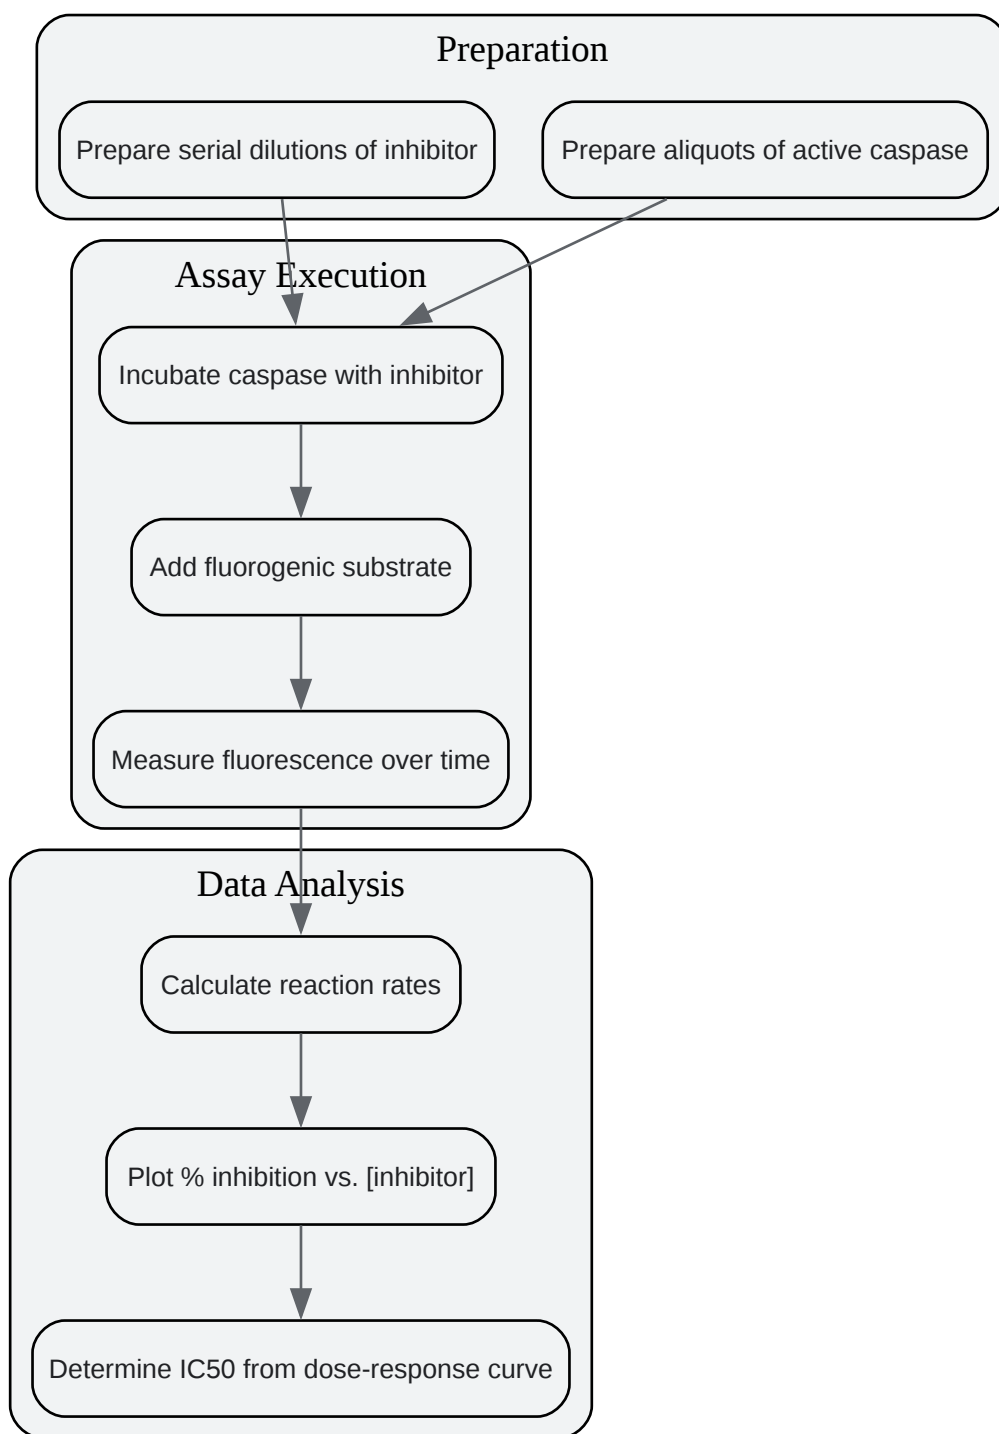 Preparation
Prepare serial dilutions of inhibitor
Prepare aliquots of active caspase
Assay Execution
Incubate caspase with inhibitor
Add fluorogenic substrate
Measure fluorescence over time
Data Analysis
Calculate reaction rates
Plot % inhibition vs. [inhibitor]
Determine IC50 from dose-response curve